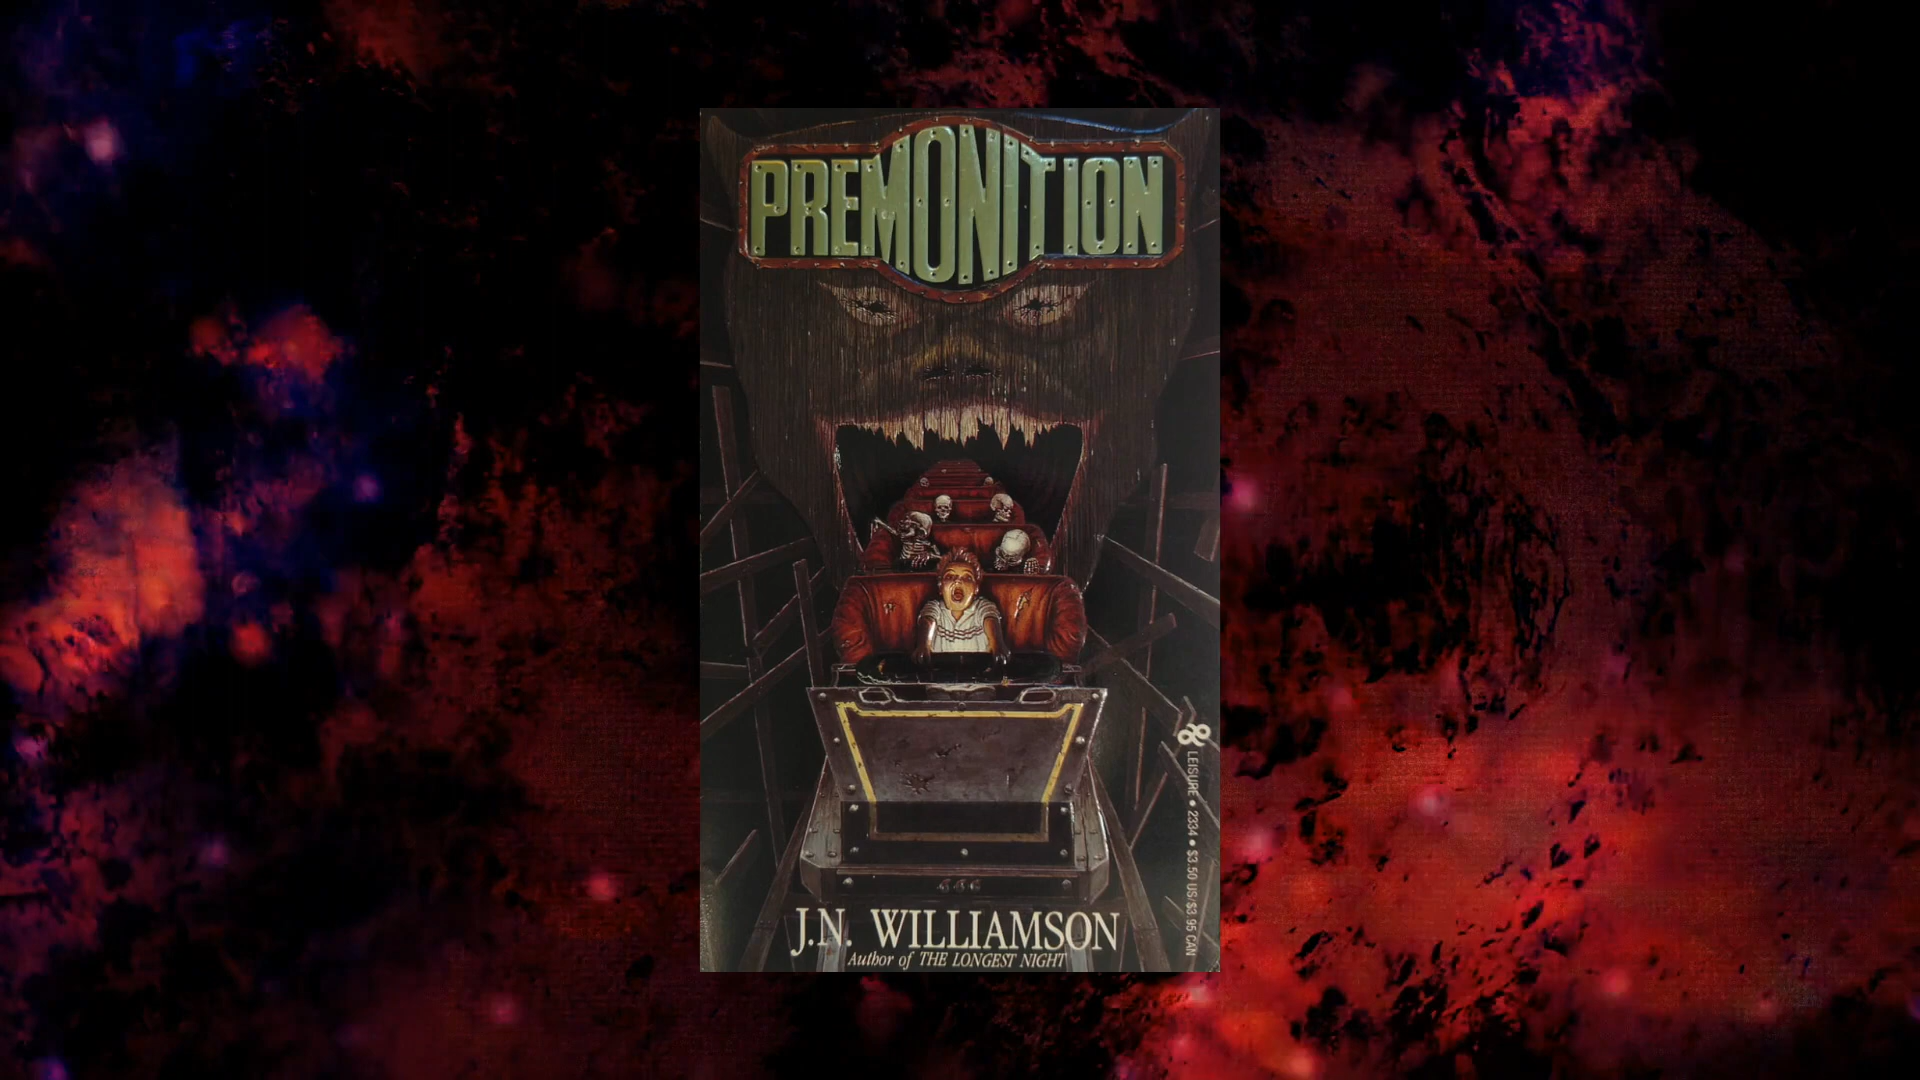 PREMONITION
LEISURE • 2334 • $3.50 US/$3.95 CAN
666
J.N. WILLIAMSON
Author of THE LONGEST NIGHT